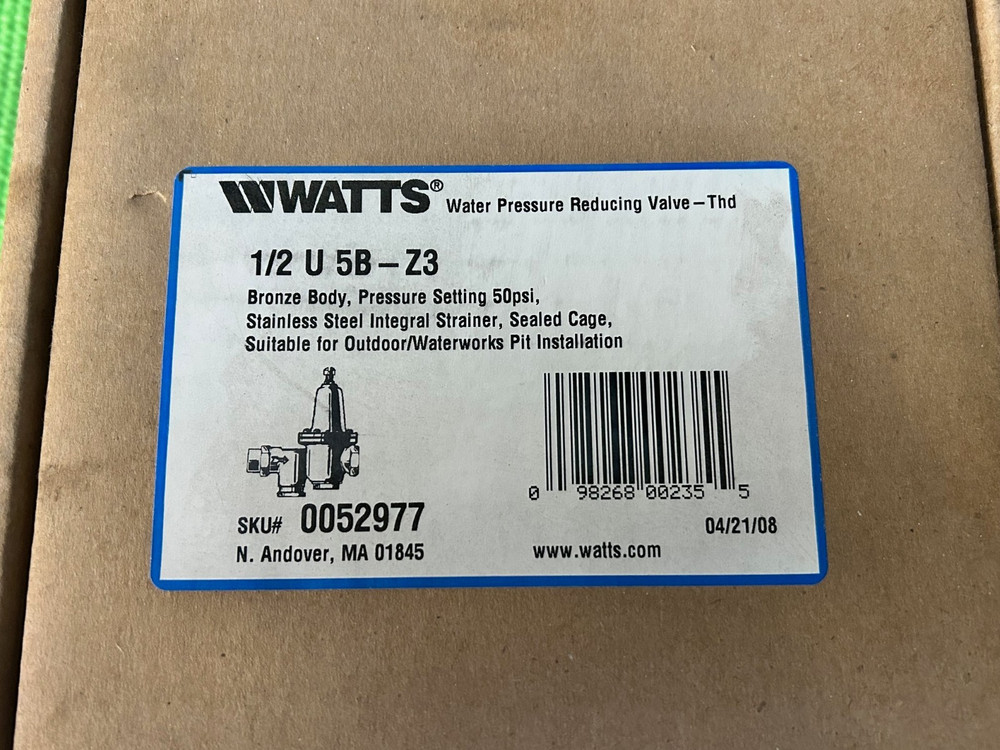 WATTS® Water Pressure Reducing Valve–Thd
1/2 U 5B – Z3
Bronze Body, Pressure Setting 50psi,
Stainless Steel Integral Strainer, Sealed Cage,
Suitable for Outdoor/Waterworks Pit Installation
0 98268 00235 5
SKU# 0052977
04/21/08
N. Andover, MA 01845
www.watts.com